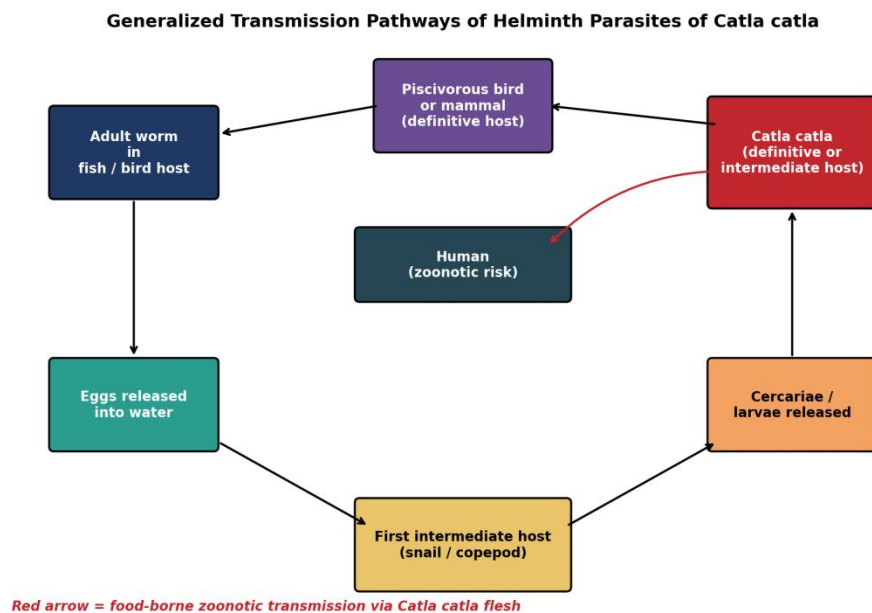 Generalized Transmission Pathways of Helminth Parasites of Catla catla
Piscivorous bird
or mammal
(definitive host)
Adult worm
in
fish / bird host
Catla catla
(definitive or
intermediate host)
Human
(zoonotic risk)
Eggs released
into water
Cercariae /
larvae released
First intermediate host
(snail / copepod)
Red arrow = food-borne zoonotic transmission via Catla catla flesh